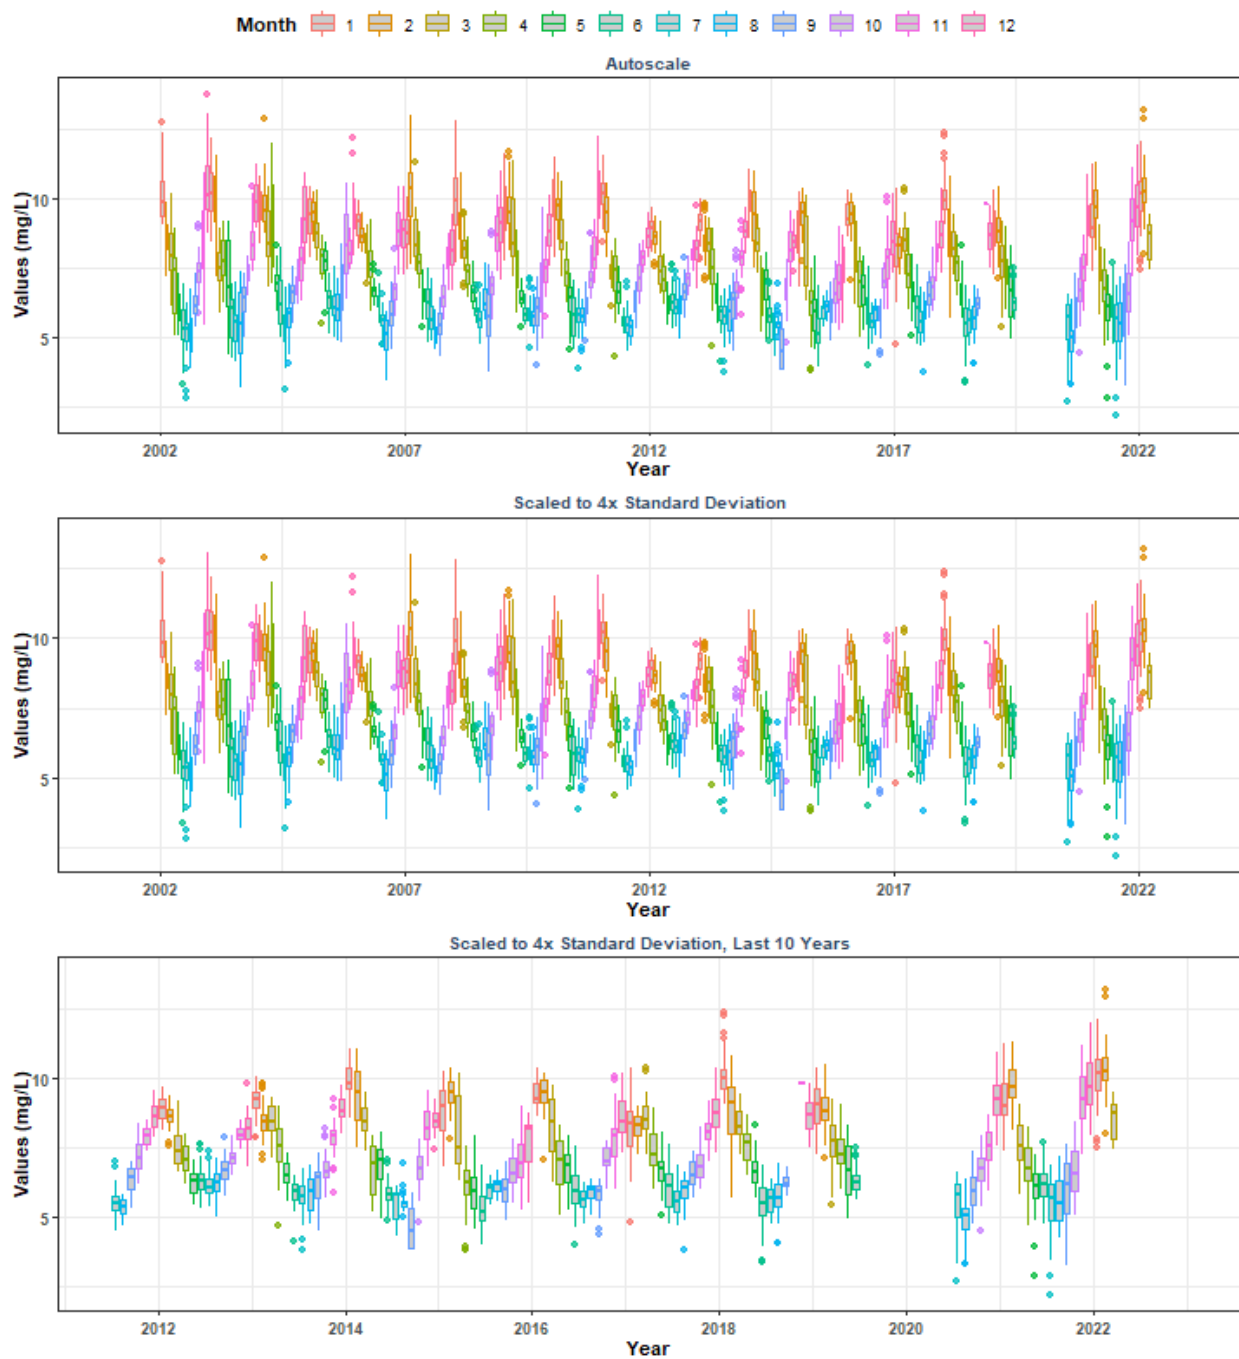 Month 1 2 3 4 5 6 7 8 9 10 11 12
Autoscale
Values (mg/L)
10
5
2002 2007 2012 2017 2022
Year
Scaled to 4x Standard Deviation
Values (mg/L)
10
5
2002 2007 2012 2017 2022
Year
Scaled to 4x Standard Deviation, Last 10 Years
Values (mg/L)
10
5
2012 2014 2016 2018 2020 2022
Year